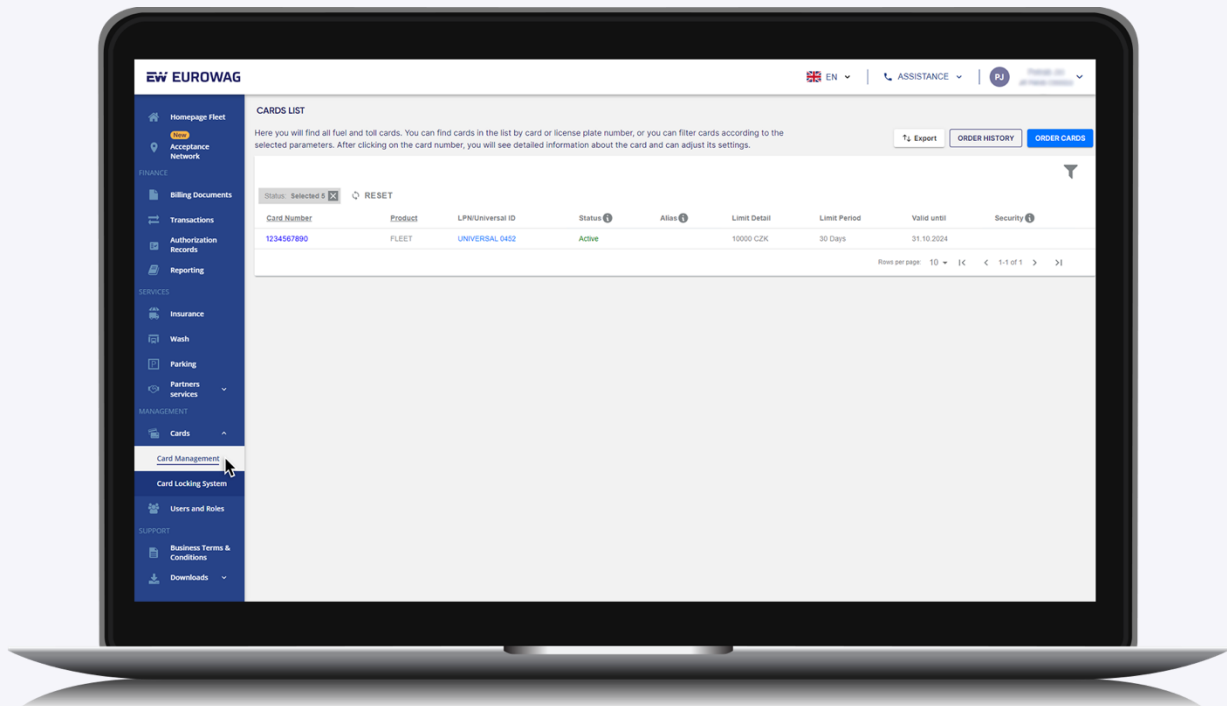 EW EUROWAG
EN
ASSISTANCE
PJ
Homepage Fleet
New
Acceptance
Network
FINANCE
Billing Documents
Transactions
Authorization
Records
Reporting
SERVICES
Insurance
Wash
Parking
Partners
services
MANAGEMENT
Cards
Card Management
Card Locking System
Users and Roles
SUPPORT
Business Terms &
Conditions
Downloads
CARDS LIST
Here you will find all fuel and toll cards. You can find cards in the list by card or license plate number, or you can filter cards according to the
selected parameters. After clicking on the card number, you will see detailed information about the card and can adjust its settings.
Export ORDER HISTORY ORDER CARDS
Status: Selected 5 RESET
Card Number Product LPN/Universal ID Status Alias Limit Detail Limit Period Valid until Security
1234567890 FLEET UNIVERSAL 0452 Active 10000 CZK 30 Days 31.10.2024
Rows per page: 10 1-1 of 1